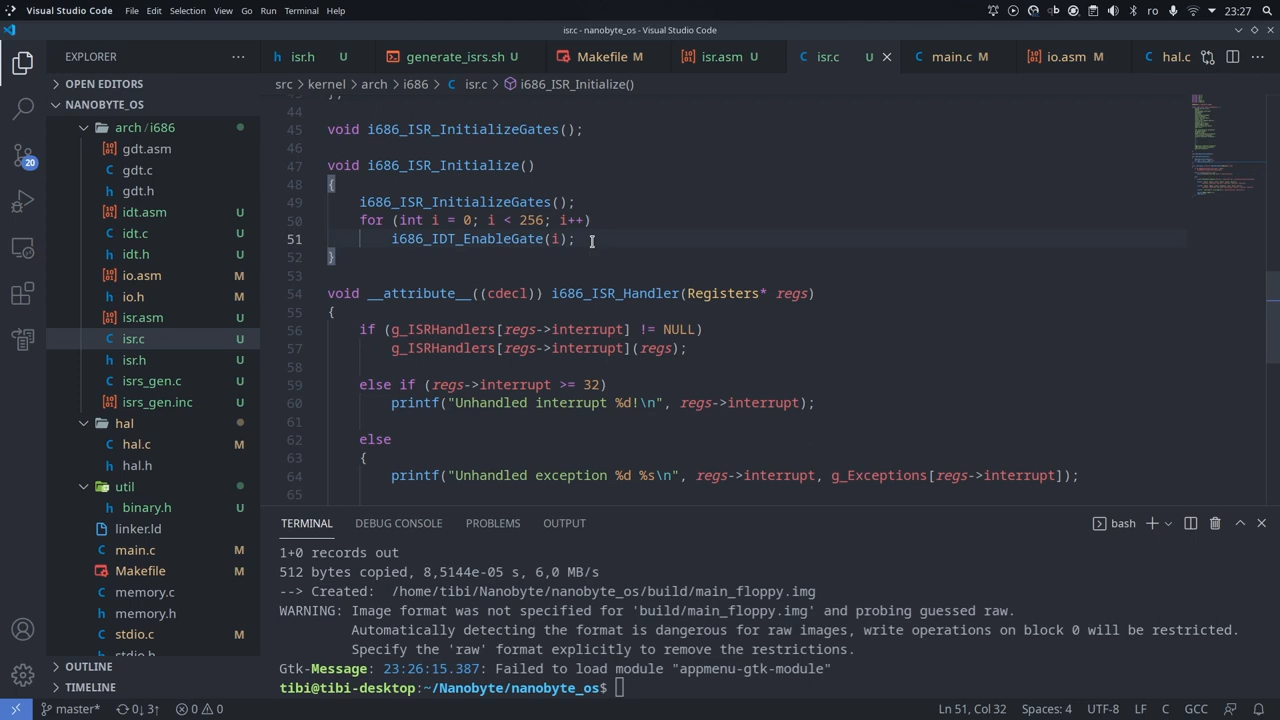 Visual Studio Code File Edit Selection View Go Run Terminal Help ro 23:27
isr.c - nanobyte_os - Visual Studio Code
EXPLORER
OPEN EDITORS
NANOBYTE_OS
arch / i686
gdt.asm
gdt.c
gdt.h
idt.asm U
idt.c U
idt.h U
io.asm M
io.h M
isr.asm U
isr.c U
isr.h U
isrs_gen.c U
isrs_gen.inc U
hal
hal.c M
hal.h
util
binary.h U
linker.ld
main.c M
Makefile M
memory.c
memory.h
stdio.c M
stdio.h
OUTLINE
TIMELINE
20
isr.h U generate_isrs.sh U Makefile M isr.asm U isr.c U main.c M io.asm M hal.c
src > kernel > arch > i686 > isr.c > i686_ISR_Initialize()
43 };
44
45 void i686_ISR_InitializeGates();
46
47 void i686_ISR_Initialize()
48 {
49 i686_ISR_InitializeGates();
50 for (int i = 0; i < 256; i++)
51 i686_IDT_EnableGate(i);
52 }
53
54 void __attribute__((cdecl)) i686_ISR_Handler(Registers* regs)
55 {
56 if (g_ISRHandlers[regs->interrupt] != NULL)
57 g_ISRHandlers[regs->interrupt](regs);
58
59 else if (regs->interrupt >= 32)
60 printf("Unhandled interrupt %d!\n", regs->interrupt);
61
62 else
63 {
64 printf("Unhandled exception %d %s\n", regs->interrupt, g_Exceptions[regs->interrupt]);
65
TERMINAL DEBUG CONSOLE PROBLEMS OUTPUT bash
1+0 records out
512 bytes copied, 8,5144e-05 s, 6,0 MB/s
--> Created: /home/tibi/Nanobyte/nanobyte_os/build/main_floppy.img
WARNING: Image format was not specified for 'build/main_floppy.img' and probing guessed raw.
Automatically detecting the format is dangerous for raw images, write operations on block 0 will be restricted.
Specify the 'raw' format explicitly to remove the restrictions.
Gtk-Message: 23:26:15.387: Failed to load module "appmenu-gtk-module"
tibi@tibi-desktop:~/Nanobyte/nanobyte_os$
master* 0↓ 3↑ 0 0 Ln 51, Col 32 Spaces: 4 UTF-8 LF C GCC